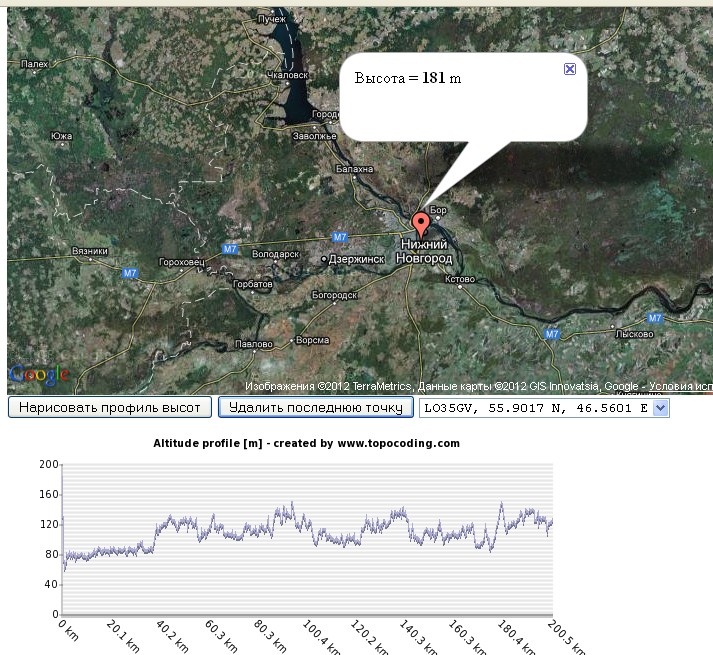 Пучеж
Палех
Чкаловск
Высота = 181 m
Южа
Заволжье
Балахна
Бор
Нижний
Новгород
M7
M7
Вязники
Гороховец
Володарск
Дзержинск
M7
Горбатов
Кстово
Богородск
M7
M7
Лысково
Павлово
Ворсма
Google
Изображения ©2012 TerraMetrics, Данные карты ©2012 GIS Innovatsia, Google - Условия исп
Нарисовать профиль высот
Удалить последнюю точку
LO35GV, 55.9017 N, 46.5601 E
Altitude profile [m] - created by www.topocoding.com
200
160
120
80
40
0
0 km
20.1 km
40.2 km
60.3 km
80.3 km
100.4 km
120.2 km
140.3 km
160.3 km
180.4 km
200.5 km